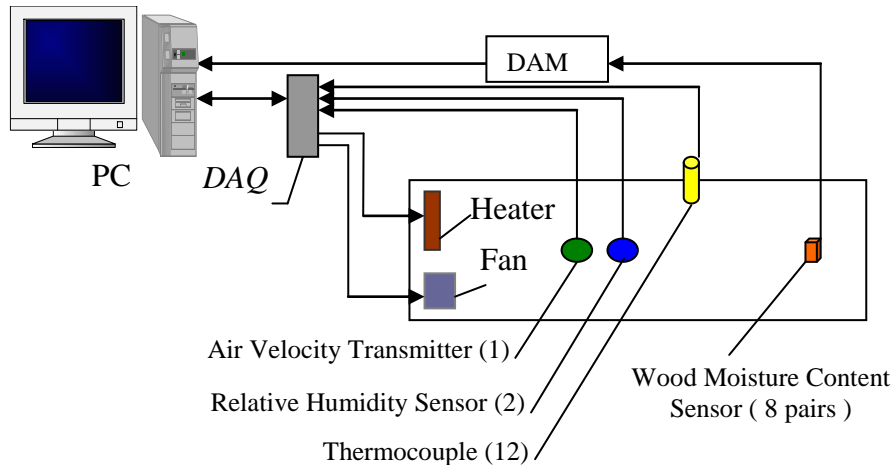 DAM
PC
DAQ
Heater
Fan
Air Velocity Transmitter (1)
Relative Humidity Sensor (2)
Thermocouple (12)
Wood Moisture Content
Sensor ( 8 pairs )